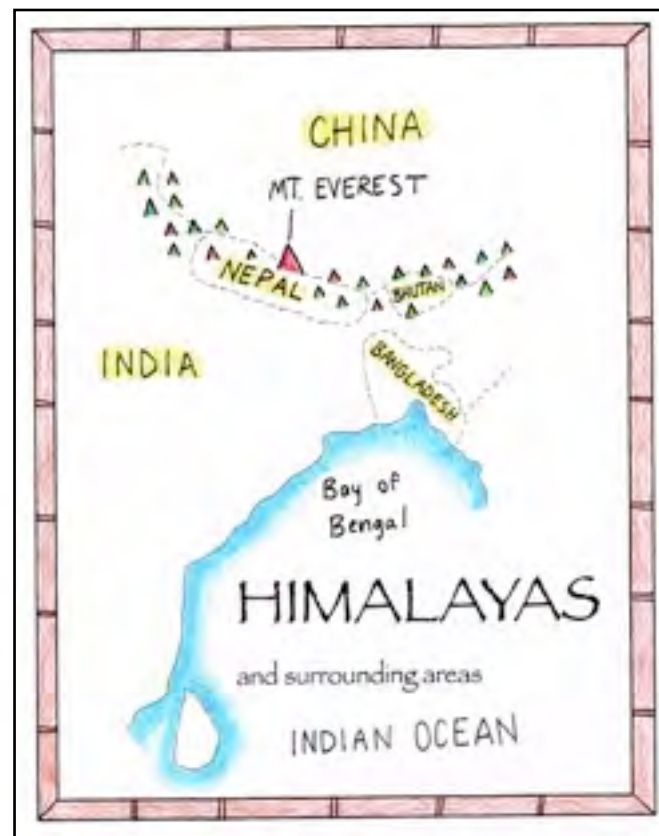 CHINA
MT. EVEREST
NEPAL
BHUTAN
INDIA
BANGLADESH
Bay of
Bengal
HIMALAYAS
and surrounding areas
INDIAN OCEAN